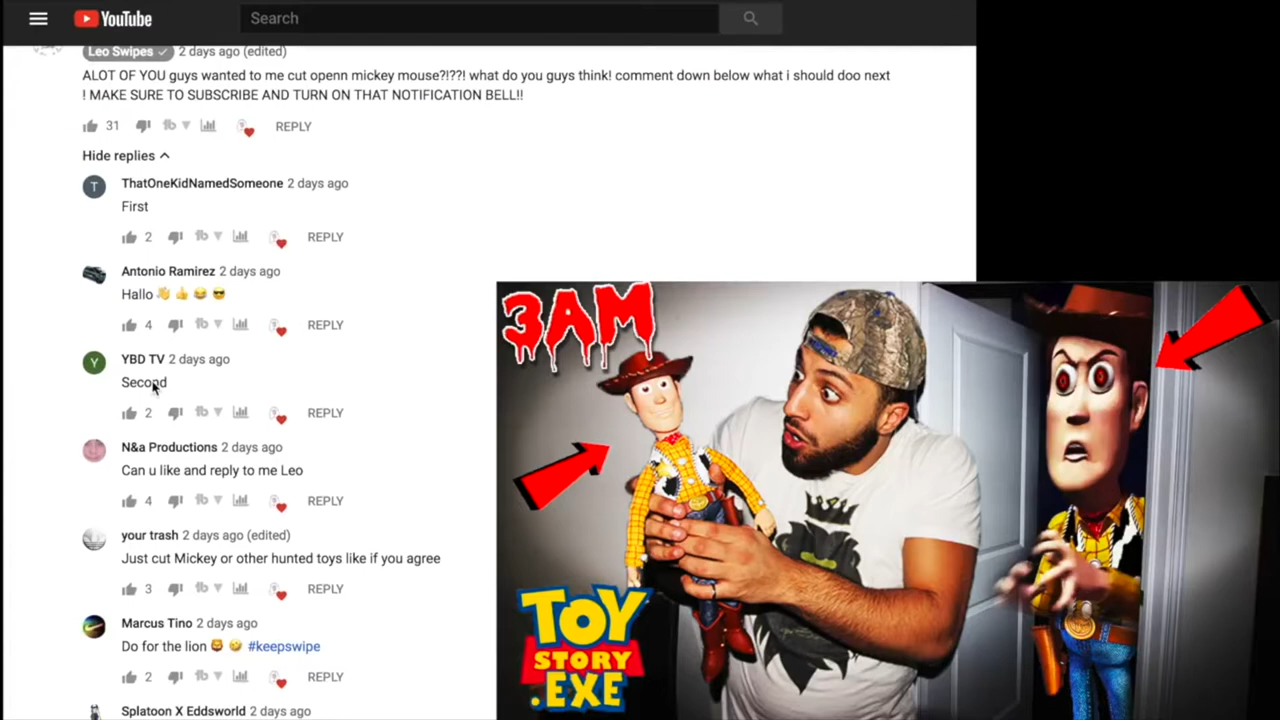 YouTube
Search
Leo Swipes 2 days ago (edited)
ALOT OF YOU guys wanted to me cut openn mickey mouse?!??! what do you guys think! comment down below what i should doo next
! MAKE SURE TO SUBSCRIBE AND TURN ON THAT NOTIFICATION BELL!!
31 REPLY
Hide replies
T
ThatOneKidNamedSomeone 2 days ago
First
2 REPLY
Antonio Ramirez 2 days ago
Hallo 👋 👍 😂 😎
4 REPLY
Y
YBD TV 2 days ago
Second
2 REPLY
N&a Productions 2 days ago
Can u like and reply to me Leo
4 REPLY
your trash 2 days ago (edited)
Just cut Mickey or other hunted toys like if you agree
3 REPLY
Marcus Tino 2 days ago
Do for the lion 🦁 🤣 #keepswipe
2 REPLY
Splatoon X Eddsworld 2 days ago
3AM
TOY
STORY
.EXE